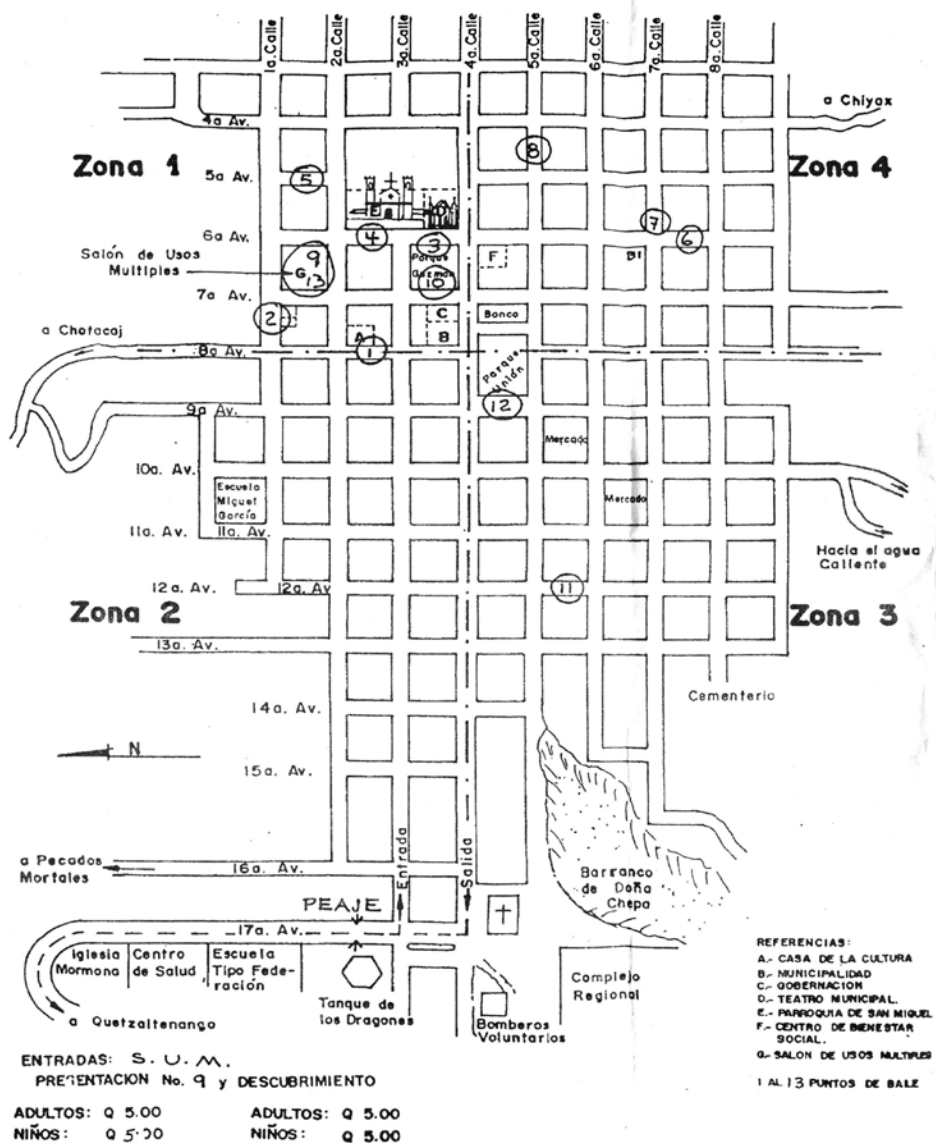 1a. Calle
2a. Calle
3a. Calle
4a. Calle
5a. Calle
6a. Calle
7a. Calle
8a. Calle
a Chiyax
4a Av.
Zona 1
Zona 4
8
5a Av.
5
E
D
7
6a Av.
4
3
6
Salón de Usos
Multiples
9
G
13
Parque
10
F
B1
7a Av.
2
C
Banco
a Chotacaj
A
B
1
8a Av.
Parque
Unión
12
9a Av.
Mercado
10a. Av.
Escuela
Miguel
García
Mercado
11a. Av.
11a. Av.
Hacia el agua
Caliente
12a Av.
12a Av
11
Zona 2
Zona 3
13a. Av.
Cementerio
14a. Av.
N
15a. Av.
a Pecados
Mortales
16a. Av.
Entrada
Salida
Barranco
de Doña
Chepa
PEAJE
17a. Av.
Iglesia
Mormona
Centro
de Salud
Escuela
Tipo Fede-
ración
Tanque de
los Dragones
Complejo
Regional
Bomberos
Voluntarios
a Quetzaltenango
REFERENCIAS:
A.- CASA DE LA CULTURA
B.- MUNICIPALIDAD
C.- GOBERNACION
D.- TEATRO MUNICIPAL.
E.- PARROQUIA DE SAN MIGUEL
F.- CENTRO DE BIENESTAR
SOCIAL.
G.- SALON DE USOS MULTIPLES
1 AL 13 PUNTOS DE BAILE
ENTRADAS: S. U. M.
PRESENTACION No. 9 y DESCUBRIMIENTO
ADULTOS: Q 5.00 ADULTOS: Q 5.00
NIÑOS: Q 5.00 NIÑOS: Q 5.00